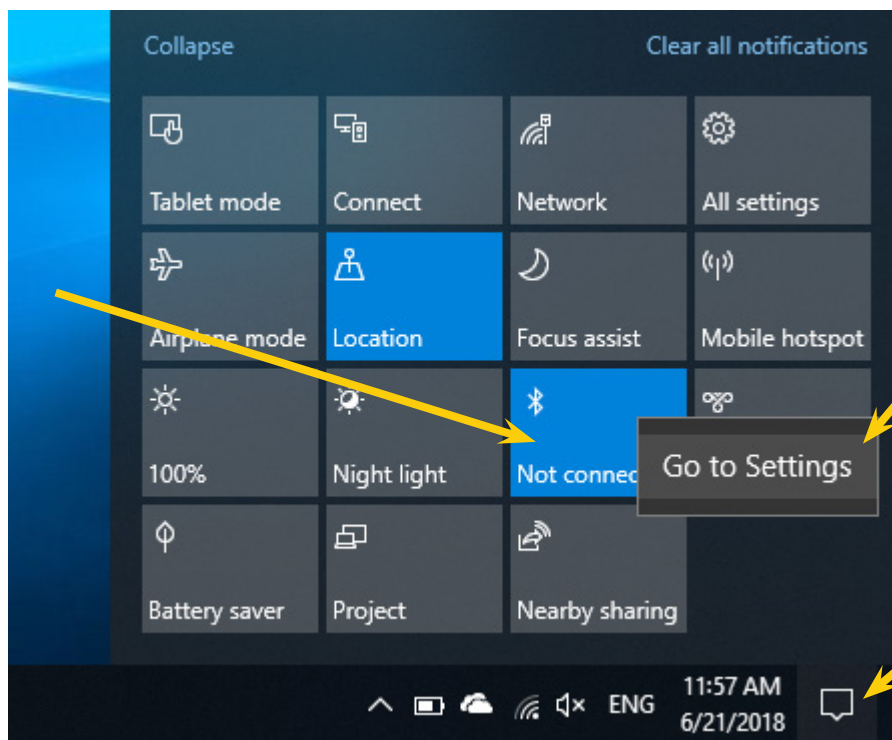 Collapse
Clear all notifications
Tablet mode
Connect
Network
All settings
Airplane mode
Location
Focus assist
Mobile hotspot
100%
Night light
Not connec
Go to Settings
Battery saver
Project
Nearby sharing
ENG
11:57 AM
6/21/2018